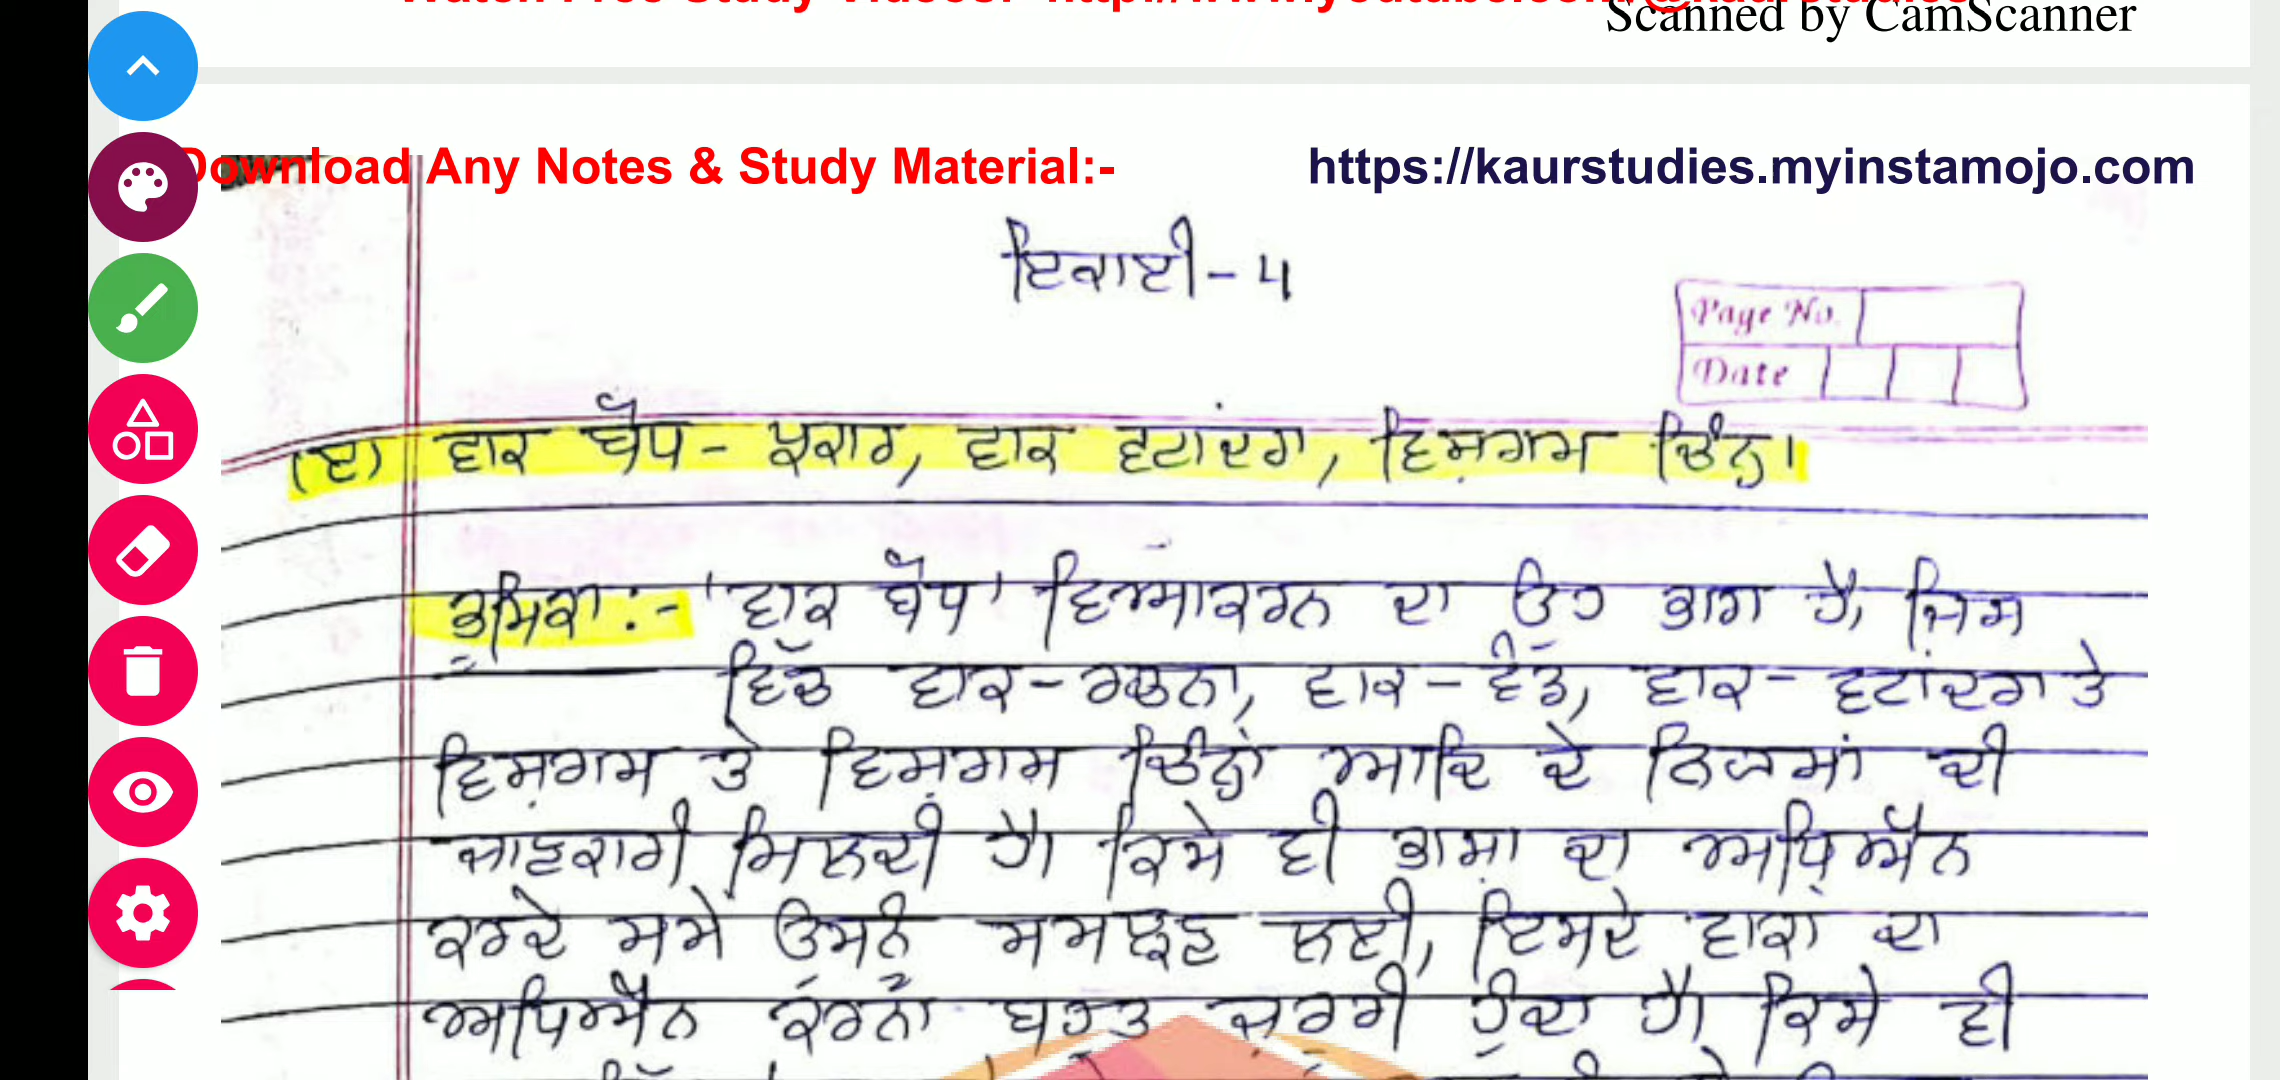 Scanned by CamScanner
Download Any Notes & Study Material:- https://kaurstudies.myinstamojo.com
ਇਕਾਈ - 4
Page No.
Date
(ੲ) ਵਾਕ ਬੋਧ - ਪ੍ਰਕਾਰ, ਵਾਕ ਵਟਾਂਦਰਾ, ਵਿਸ਼ਰਾਮ ਚਿੰਨ੍ਹ।
ਭੂਮਿਕਾ :- 'ਵਾਕ ਬੋਧ' ਵਿਆਕਰਨ ਦਾ ਉਹ ਭਾਗ ਹੈ, ਜਿਸ
ਵਿੱਚ ਵਾਕ-ਰਚਨਾ, ਵਾਕ-ਵੰਡ, ਵਾਕ-ਵਟਾਂਦਰਾ ਤੇ
ਵਿਸ਼ਰਾਮ ਤੇ ਵਿਸ਼ਰਾਮ ਚਿੰਨ੍ਹਾਂ ਆਦਿ ਦੇ ਨਿਯਮਾਂ ਦੀ
ਜਾਣਕਾਰੀ ਮਿਲਦੀ ਹੈ। ਕਿਸੇ ਵੀ ਭਾਸ਼ਾ ਦਾ ਅਧਿਐਨ
ਕਰਦੇ ਸਮੇਂ ਉਸਨੂੰ ਸਮਝਣ ਲਈ, ਇਸਦੇ ਵਾਕਾਂ ਦਾ
ਅਧਿਐਨ ਕਰਨਾ ਬਹੁਤ ਜ਼ਰੂਰੀ ਹੁੰਦਾ ਹੈ। ਕਿਸੇ ਵੀ